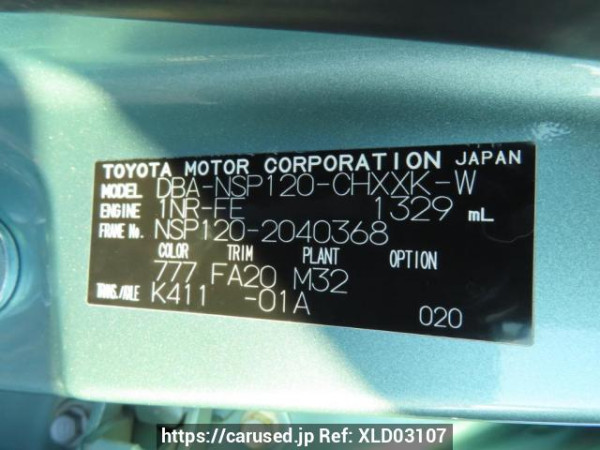 TOYOTA MOTOR CORPORATION JAPAN
MODEL DBA-NSP120-CHXXK-W
ENGINE 1NR-FE 1329 mL
FRAME No. NSP120-2040368
COLOR TRIM PLANT OPTION
777 FA20 M32
TRANS./AXLE K411 -01A
020
https://carused.jp Ref: XLD03107